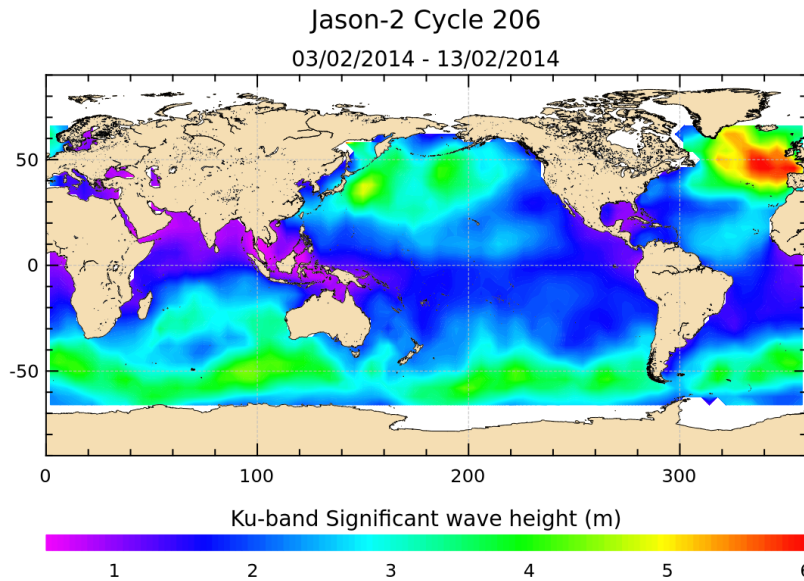 Jason-2 Cycle 206
03/02/2014 - 13/02/2014
50
0
-50
0 100 200 300
Ku-band Significant wave height (m)
1 2 3 4 5 6